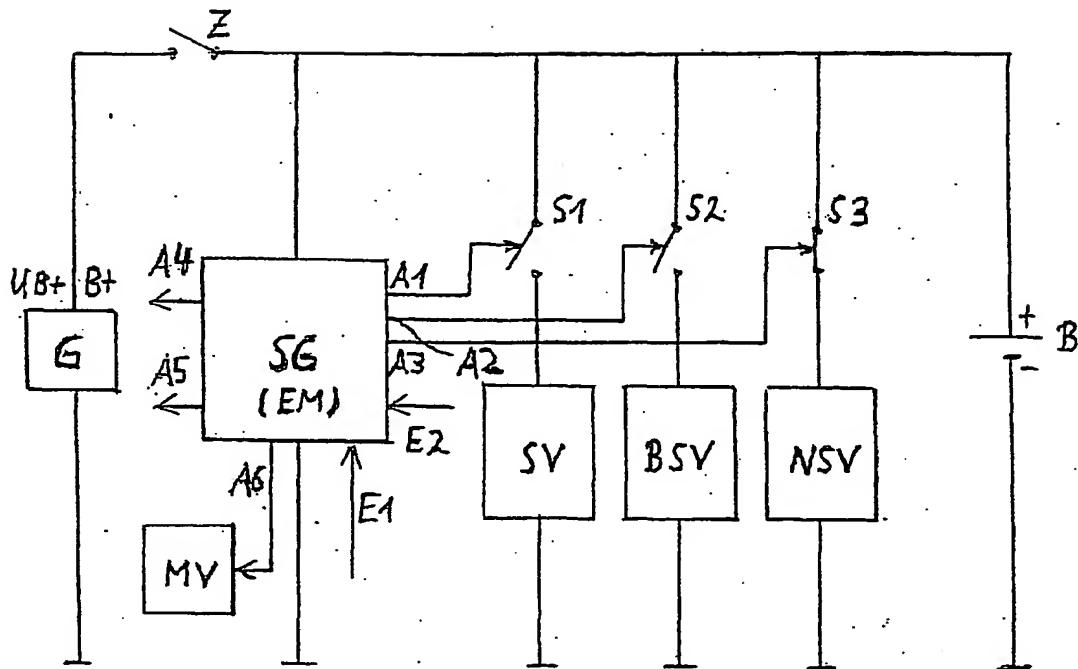 Z
S1
S2
S3
UB+ B+
G
A4
A5
SG
(EM)
A1
A2
A3
E2
E1
A6
MV
SV
BSV
NSV
+
B
-